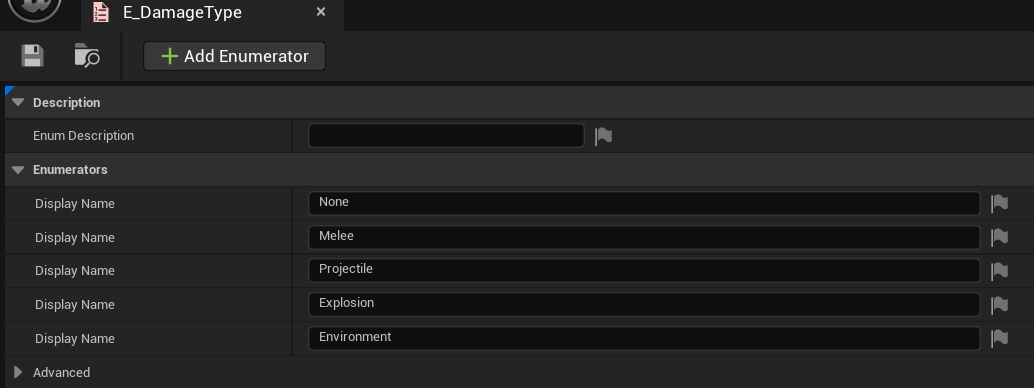 E_DamageType
Add Enumerator
Description
Enum Description
Enumerators
Display Name None
Display Name Melee
Display Name Projectile
Display Name Explosion
Display Name Environment
Advanced